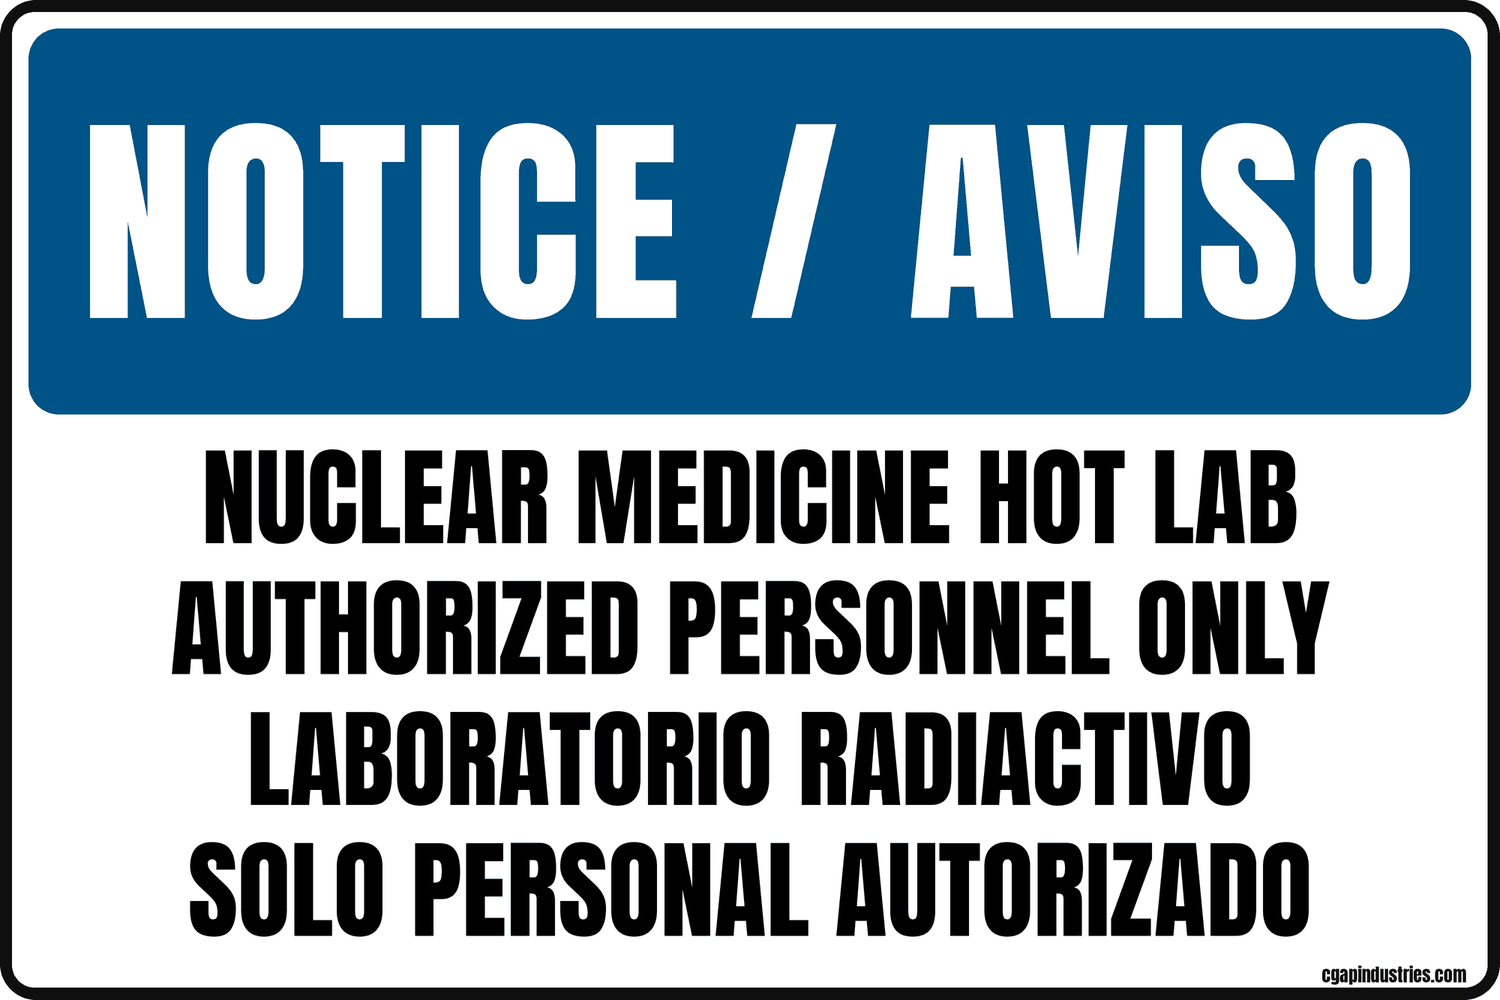 NOTICE / AVISO
NUCLEAR MEDICINE HOT LAB
AUTHORIZED PERSONNEL ONLY
LABORATORIO RADIACTIVO
SOLO PERSONAL AUTORIZADO
cgapindustries.com